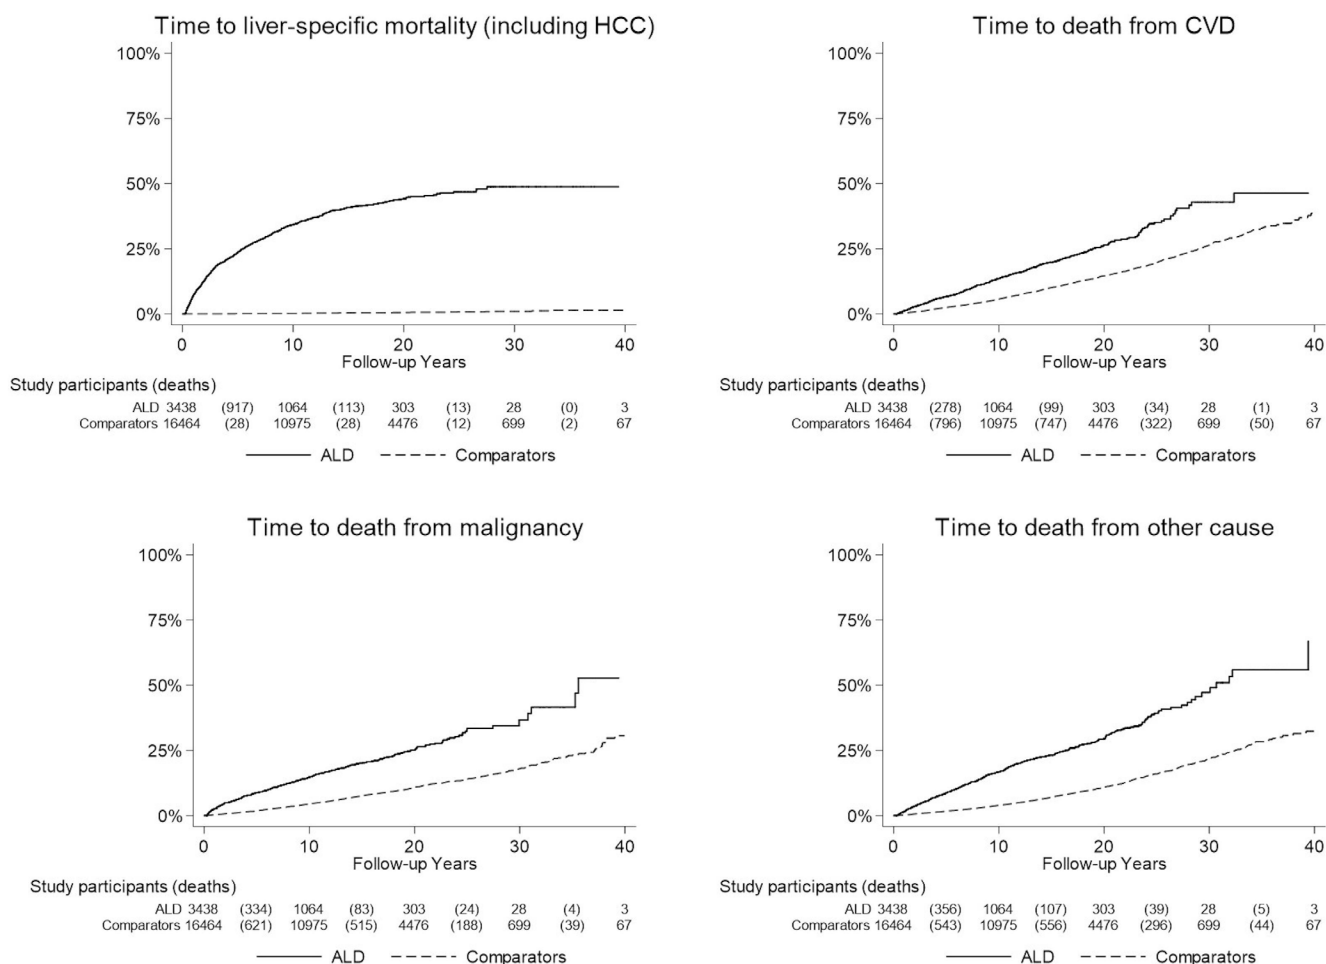 Time to liver-specific mortality (including HCC)
100%
75%
50%
25%
0%
0 10 20 30 40
Follow-up Years
Study participants (deaths)
ALD 3438 (917) 1064 (113) 303 (13) 28 (0) 3
Comparators 16464 (28) 10975 (28) 4476 (12) 699 (2) 67
ALD Comparators
Time to death from CVD
100%
75%
50%
25%
0%
0 10 20 30 40
Follow-up Years
Study participants (deaths)
ALD 3438 (278) 1064 (99) 303 (34) 28 (1) 3
Comparators 16464 (796) 10975 (747) 4476 (322) 699 (50) 67
ALD Comparators
Time to death from malignancy
100%
75%
50%
25%
0%
0 10 20 30 40
Follow-up Years
Study participants (deaths)
ALD 3438 (334) 1064 (83) 303 (24) 28 (4) 3
Comparators 16464 (621) 10975 (515) 4476 (188) 699 (39) 67
ALD Comparators
Time to death from other cause
100%
75%
50%
25%
0%
0 10 20 30 40
Follow-up Years
Study participants (deaths)
ALD 3438 (356) 1064 (107) 303 (39) 28 (5) 3
Comparators 16464 (543) 10975 (556) 4476 (296) 699 (44) 67
ALD Comparators